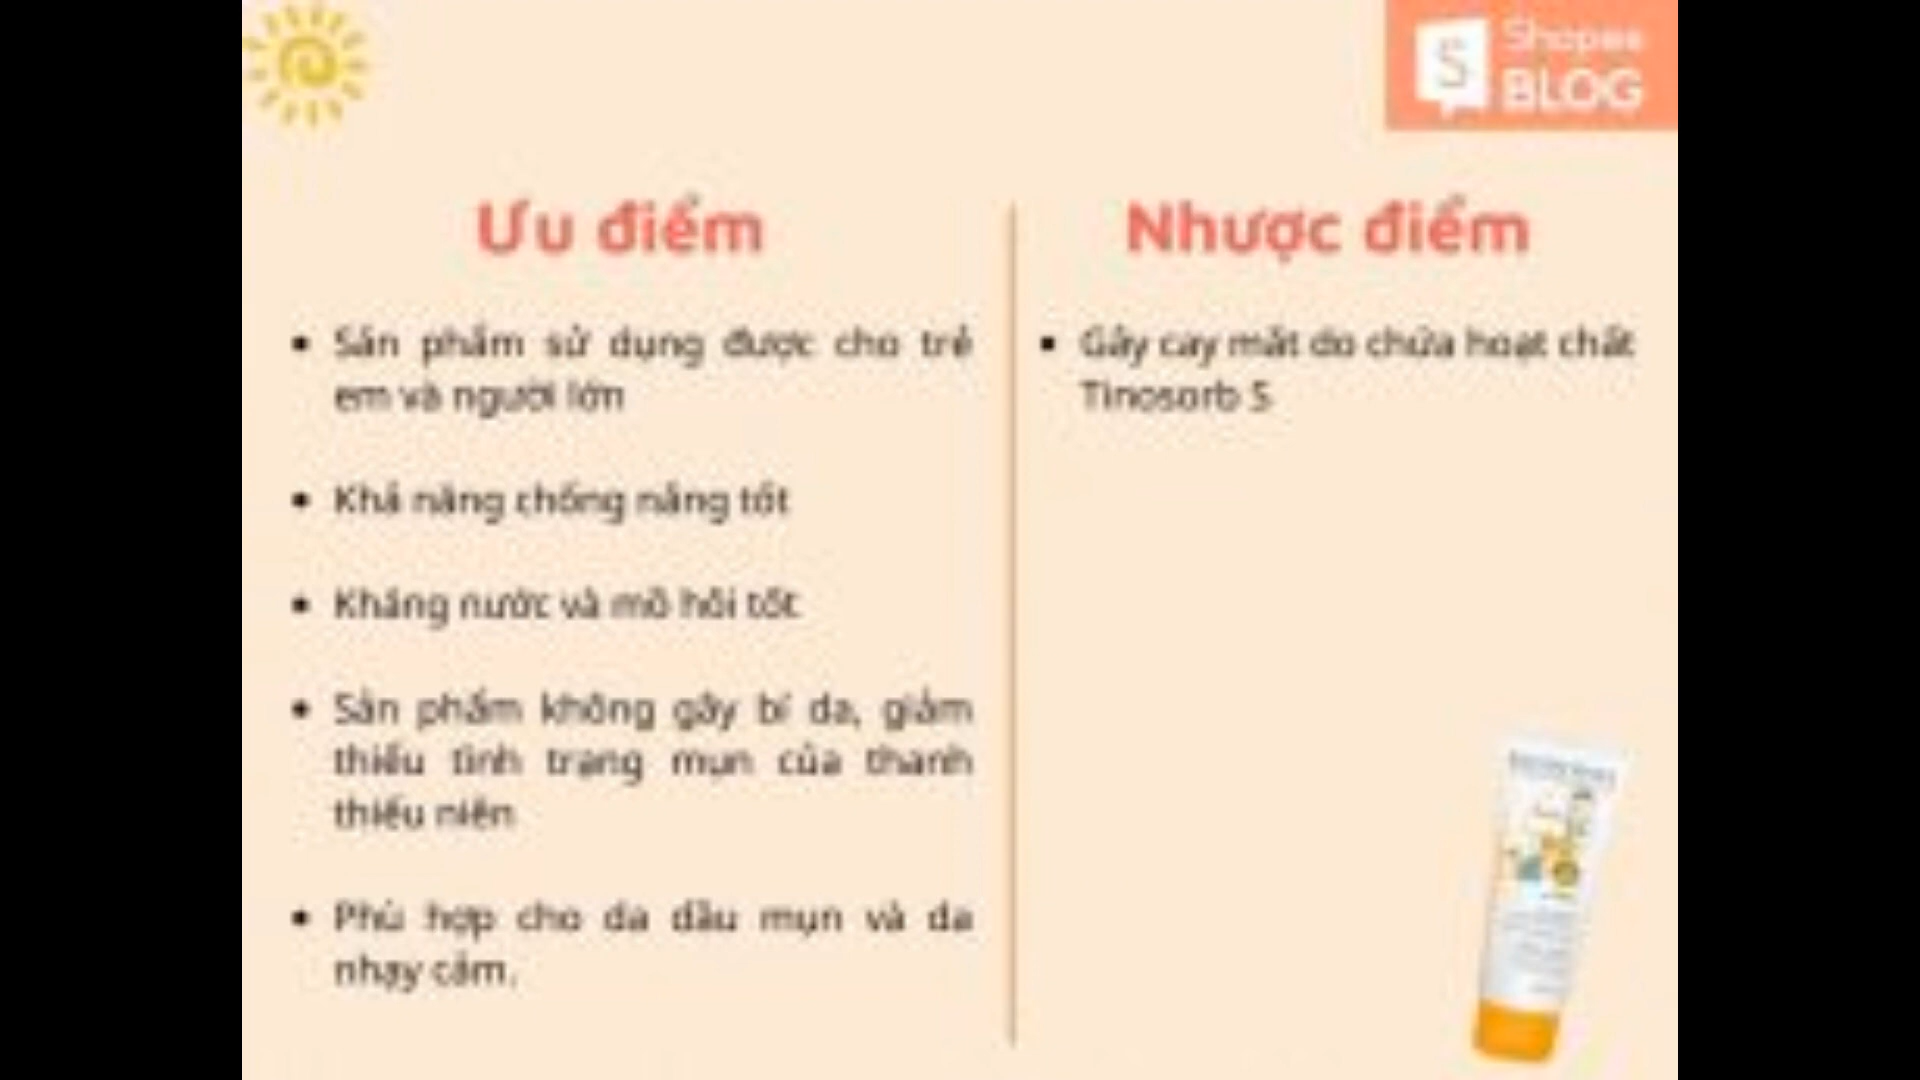 Shopee
BLOG
Ưu điểm
Sản phẩm sử dụng được cho trẻ
em và người lớn
Khả năng chống nắng tốt
Kháng nước và mồ hôi tốt
Sản phẩm không gây bí da, giảm
thiểu tình trạng mụn của thanh
thiếu niên
Phù hợp cho da dầu mụn và da
nhạy cảm.
Nhược điểm
Gây cay mắt do chứa hoạt chất
Tinosorb S